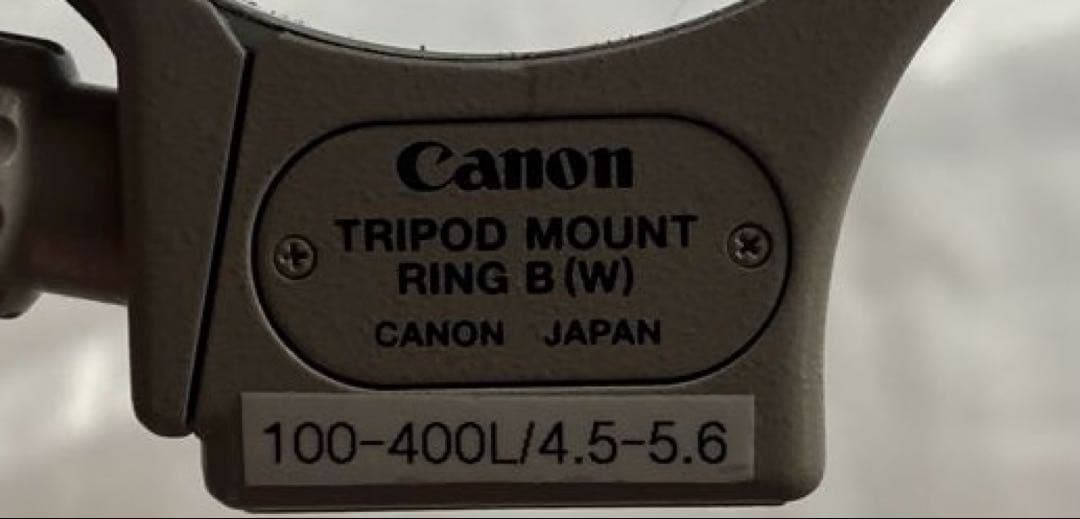 Canon
TRIPOD MOUNT
RING B (W)
CANON JAPAN
100-400L/4.5-5.6